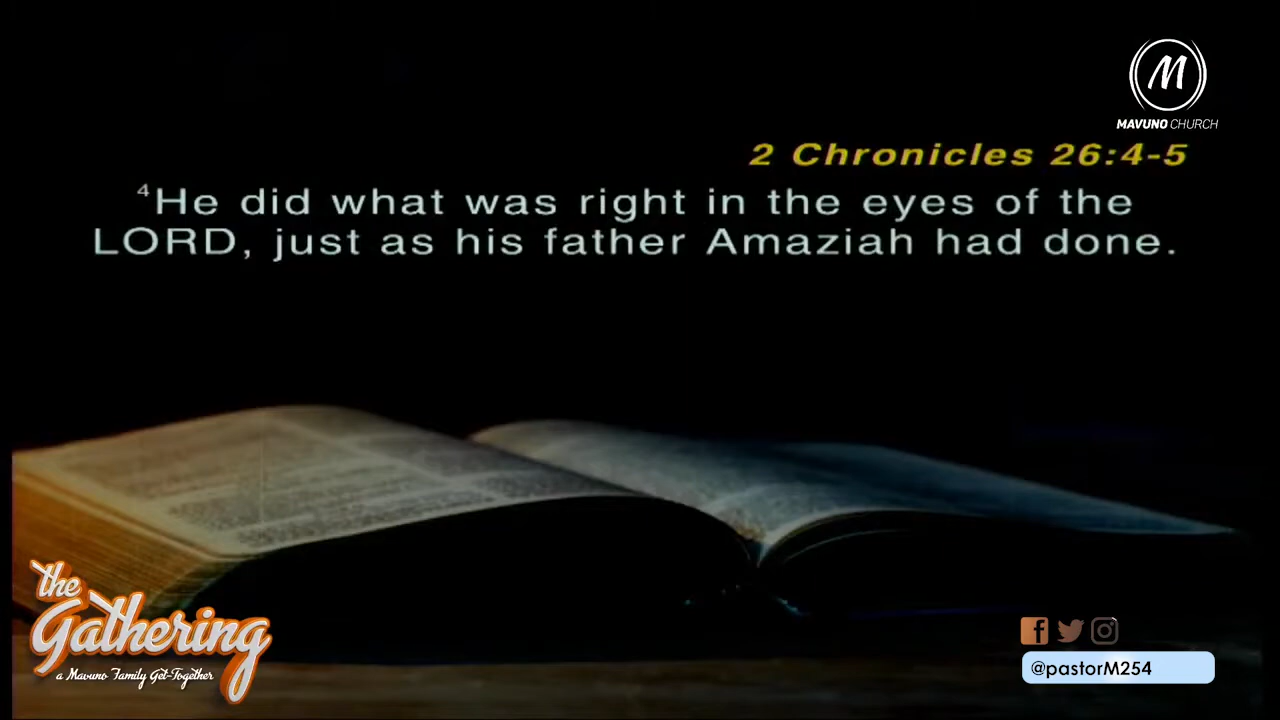 M
MAVUNO CHURCH
2 Chronicles 26:4-5
4He did what was right in the eyes of the
LORD, just as his father Amaziah had done.
the
Gathering
a Mavuno Family Get-Together
@pastorM254